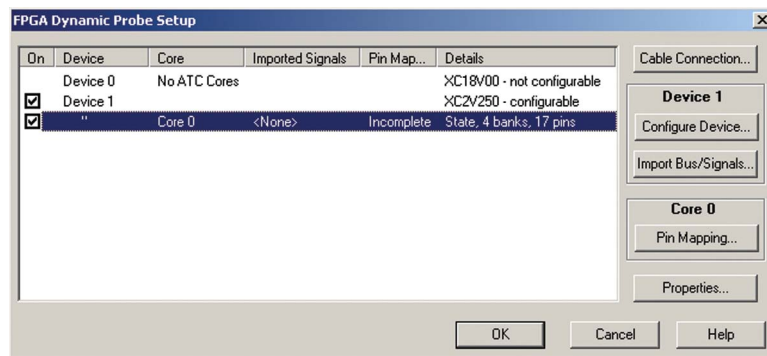 FPGA Dynamic Probe Setup
On Device Core Imported Signals Pin Map... Details
Device 0 No ATC Cores XC18V00 - not configurable
Device 1 XC2V250 - configurable
" Core 0 <None> Incomplete State, 4 banks, 17 pins
Cable Connection...
Device 1
Configure Device...
Import Bus/Signals...
Core 0
Pin Mapping...
Properties...
OK Cancel Help